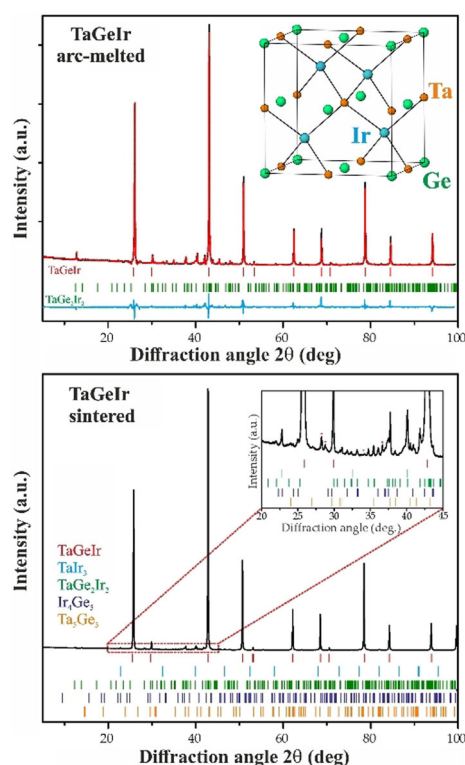 TaGeIr
arc-melted
Ta
Ir
Ge
Intensity (a.u.)
TaGeIr
TaGe₂Ir₂
0 20 40 60 80 100
Diffraction angle 2θ (deg)
TaGeIr
sintered
Intensity (a.u.)
20 25 30 35 40 45
Diffraction angle (deg.)
Intensity (a.u.)
TaGeIr
TaIr₃
TaGe₂Ir₂
Ir₄Ge₅
Ta₅Ge₃
0 20 40 60 80 100
Diffraction angle 2θ (deg)